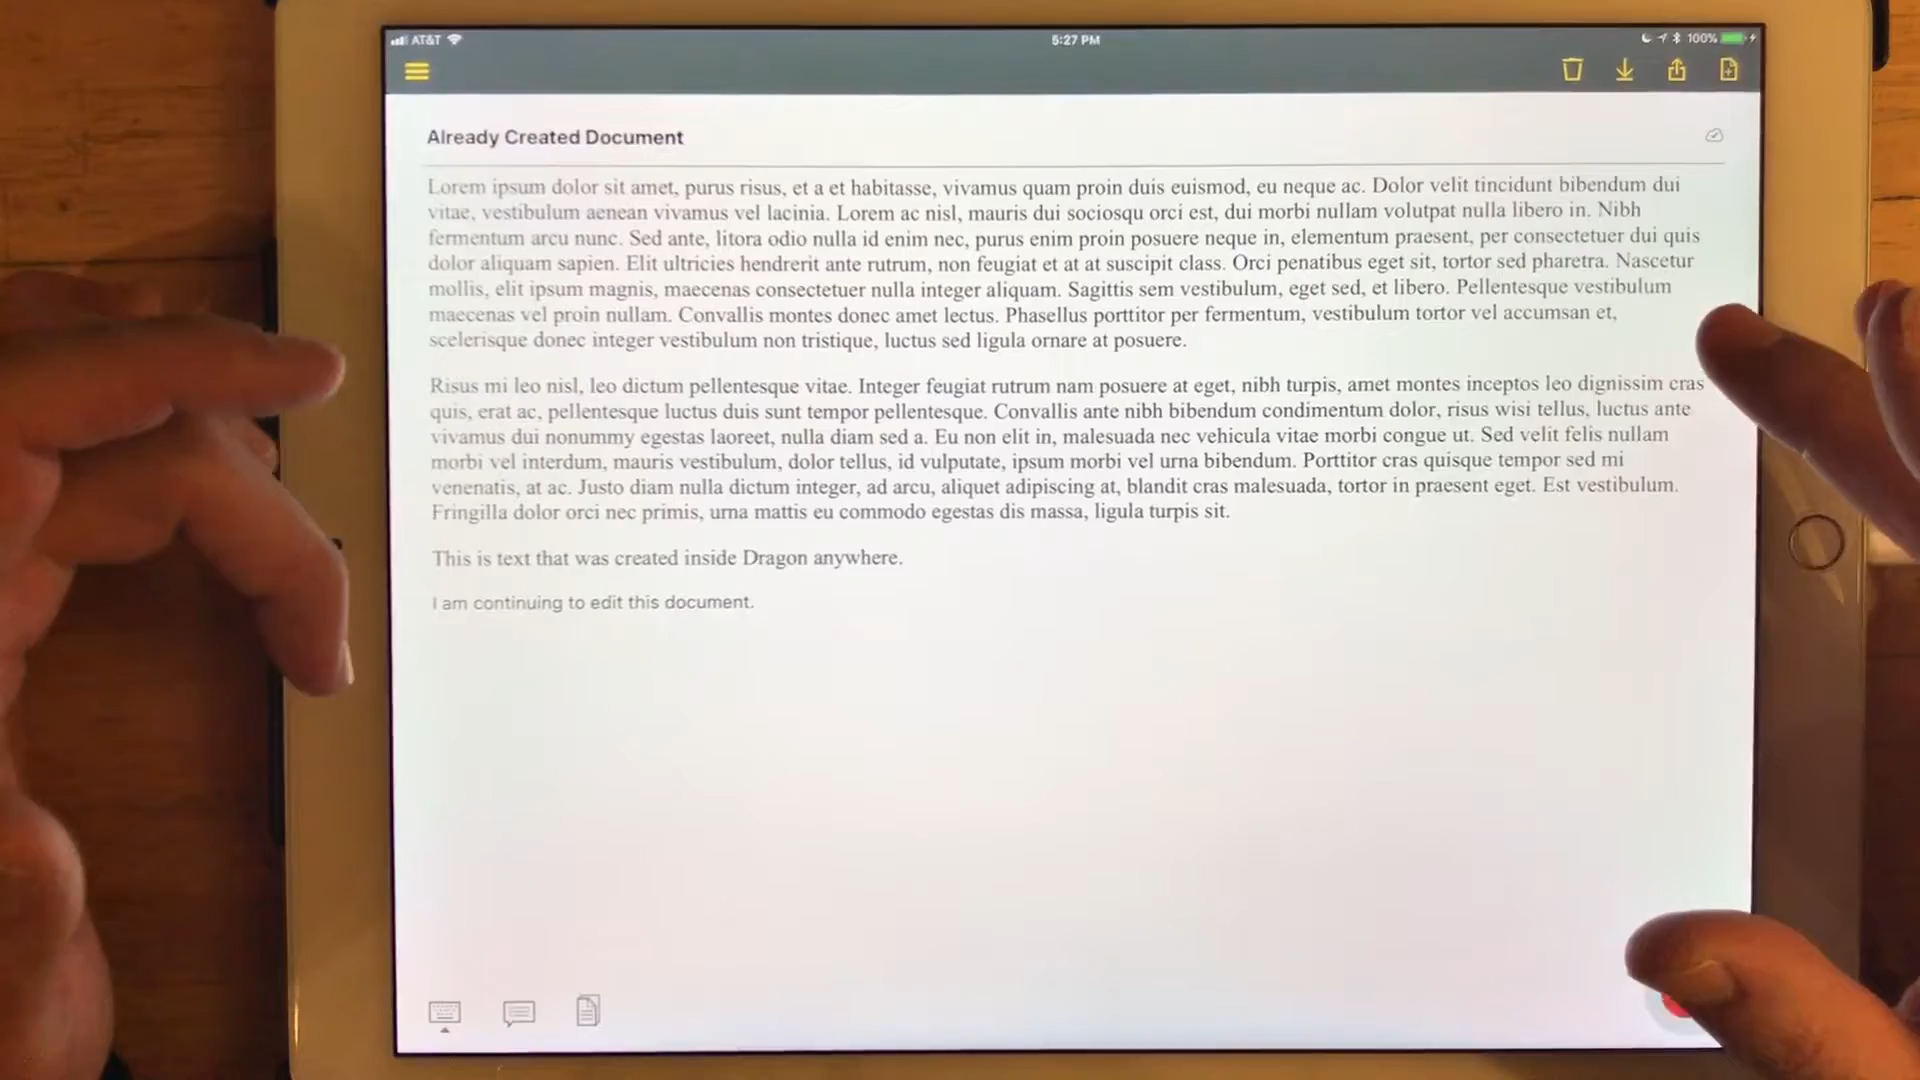 AT&T
5:27 PM
100%
Already Created Document
Lorem ipsum dolor sit amet, purus risus, et a et habitasse, vivamus quam proin duis euismod, eu neque ac. Dolor velit tincidunt bibendum dui
vitae, vestibulum aenean vivamus vel lacinia. Lorem ac nisl, mauris dui sociosqu orci est, dui morbi nullam volutpat nulla libero in. Nibh
fermentum arcu nunc. Sed ante, litora odio nulla id enim nec, purus enim proin posuere neque in, elementum praesent, per consectetuer dui quis
dolor aliquam sapien. Elit ultricies hendrerit ante rutrum, non feugiat et at at suscipit class. Orci penatibus eget sit, tortor sed pharetra. Nascetur
mollis, elit ipsum magnis, maecenas consectetuer nulla integer aliquam. Sagittis sem vestibulum, eget sed, et libero. Pellentesque vestibulum
maecenas vel proin nullam. Convallis montes donec amet lectus. Phasellus porttitor per fermentum, vestibulum tortor vel accumsan et,
scelerisque donec integer vestibulum non tristique, luctus sed ligula ornare at posuere.
Risus mi leo nisl, leo dictum pellentesque vitae. Integer feugiat rutrum nam posuere at eget, nibh turpis, amet montes inceptos leo dignissim cras
quis, erat ac, pellentesque luctus duis sunt tempor pellentesque. Convallis ante nibh bibendum condimentum dolor, risus wisi tellus, luctus ante
vivamus dui nonummy egestas laoreet, nulla diam sed a. Eu non elit in, malesuada nec vehicula vitae morbi congue ut. Sed velit felis nullam
morbi vel interdum, mauris vestibulum, dolor tellus, id vulputate, ipsum morbi vel urna bibendum. Porttitor cras quisque tempor sed mi
venenatis, at ac. Justo diam nulla dictum integer, ad arcu, aliquet adipiscing at, blandit cras malesuada, tortor in praesent eget. Est vestibulum.
Fringilla dolor orci nec primis, urna mattis eu commodo egestas dis massa, ligula turpis sit.
This is text that was created inside Dragon anywhere.
I am continuing to edit this document.